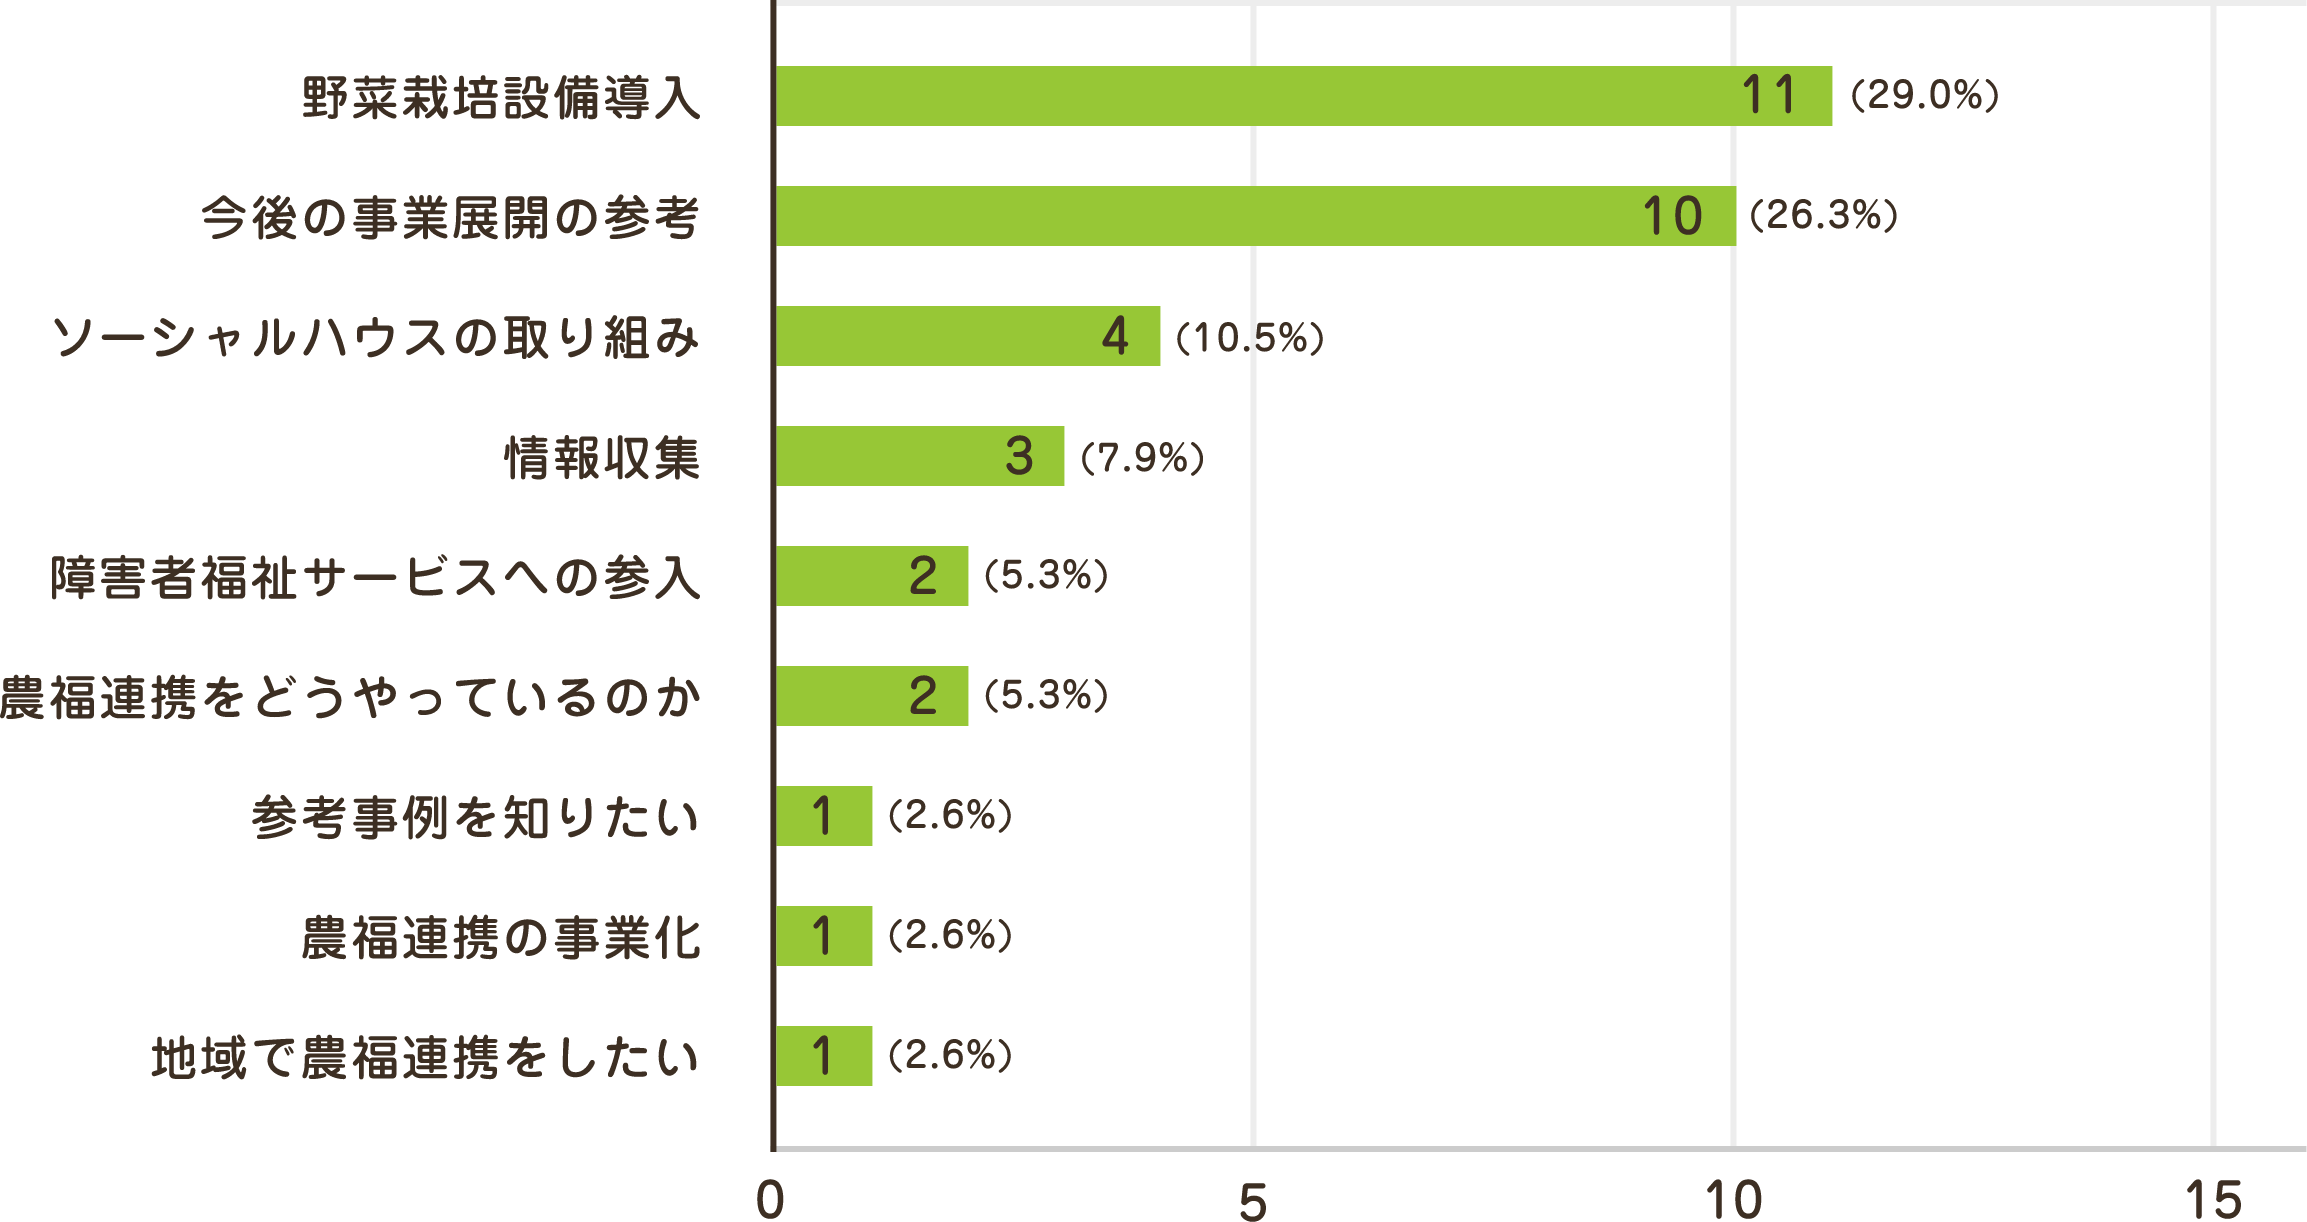 野菜栽培設備導入 11 (29.0%)
今後の事業展開の参考 10 (26.3%)
ソーシャルハウスの取り組み 4 (10.5%)
情報収集 3 (7.9%)
障害者福祉サービスへの参入 2 (5.3%)
農福連携をどうやっているのか 2 (5.3%)
参考事例を知りたい 1 (2.6%)
農福連携の事業化 1 (2.6%)
地域で農福連携をしたい 1 (2.6%)
0 5 10 15